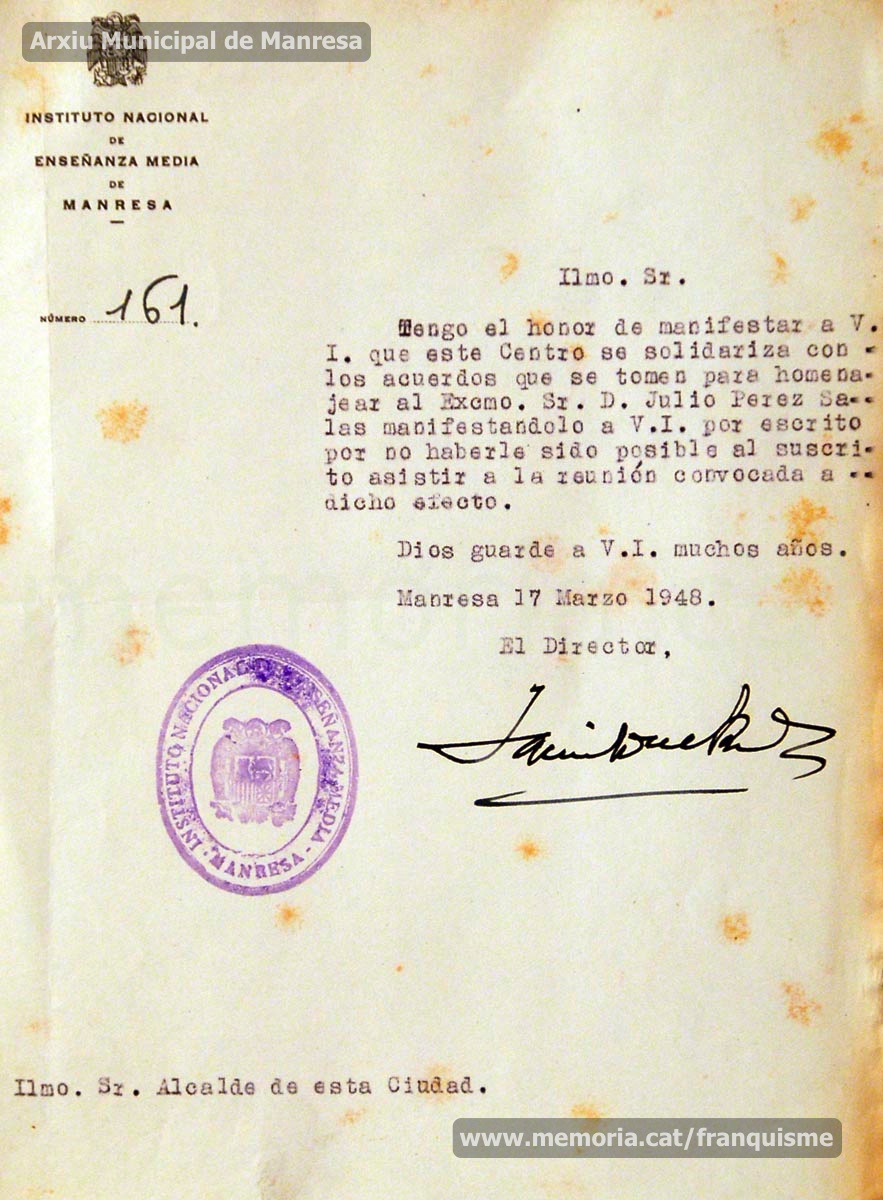 Arxiu Municipal de Manresa
INSTITUTO NACIONAL
DE
ENSEÑANZA MEDIA
DE
MANRESA
NÚMERO 161.
Ilmo. Sr.
Tengo el honor de manifestar a V.
I. que este Centro se solidariza con -
los acuerdos que se tomen para homena-
jear al Excmo. Sr. D. Julio Perez Sa--
las manifestandolo a V.I. por escrito
por no haberle sido posible al suscri-
to asistir a la reunión convocada a --
dicho efecto.
Dios guarde a V.I. muchos años.
Manresa 17 Marzo 1948.
El Director,
INSTITUTO NACIONAL DE ENSEÑANZA MEDIA
- MANRESA -
Ilmo. Sr. Alcalde de esta Ciudad.
www.memoria.cat/franquisme